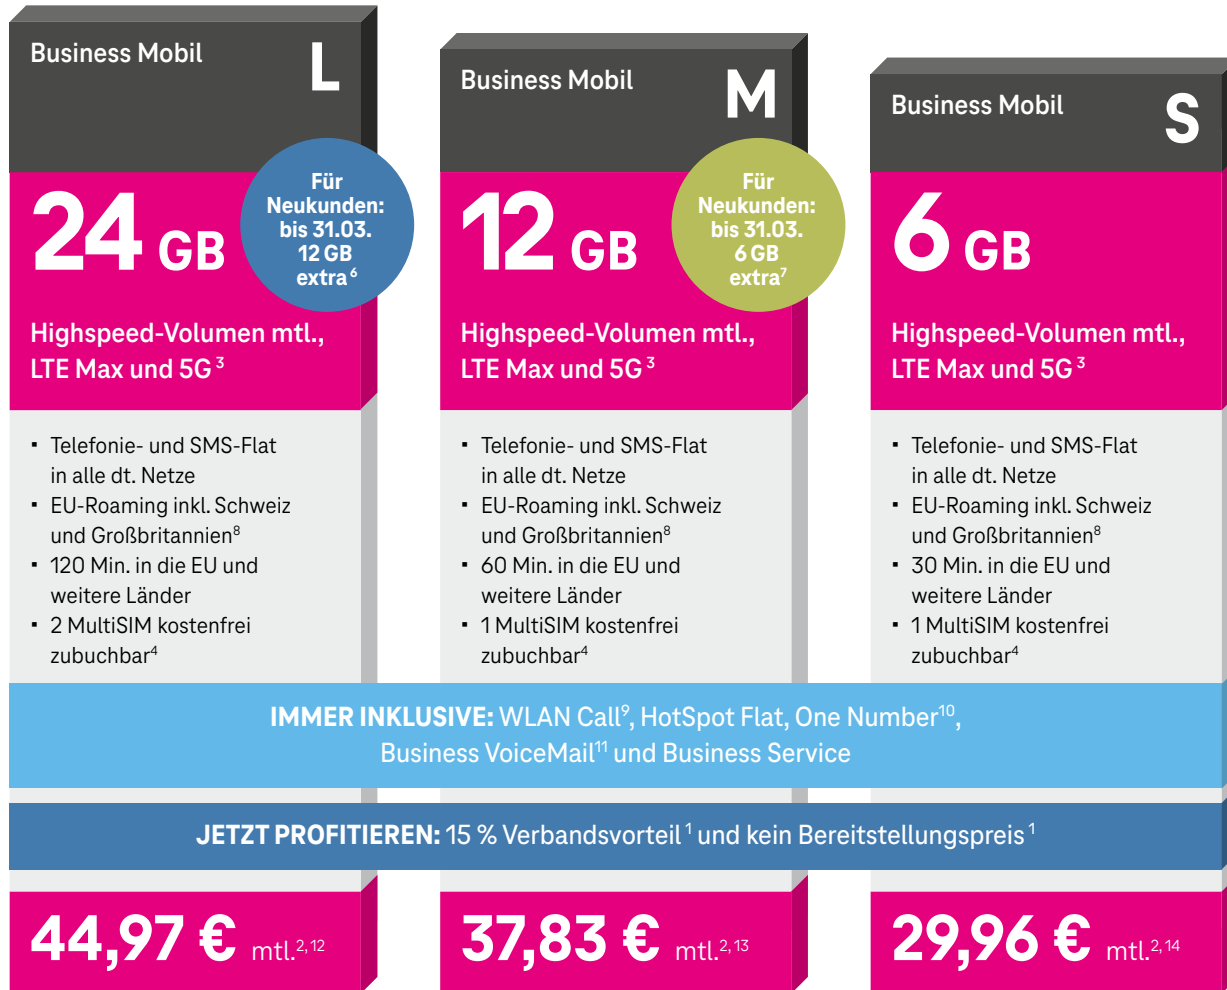 Business Mobil
L
24 GB
Für
Neukunden:
bis 31.03.
12 GB
extra⁶
Highspeed-Volumen mtl.,
LTE Max und 5G³
▪ Telefonie- und SMS-Flat
in alle dt. Netze
▪ EU-Roaming inkl. Schweiz
und Großbritannien⁸
▪ 120 Min. in die EU und
weitere Länder
▪ 2 MultiSIM kostenfrei
zubuchbar⁴
Business Mobil
M
12 GB
Für
Neukunden:
bis 31.03.
6 GB
extra⁷
Highspeed-Volumen mtl.,
LTE Max und 5G³
▪ Telefonie- und SMS-Flat
in alle dt. Netze
▪ EU-Roaming inkl. Schweiz
und Großbritannien⁸
▪ 60 Min. in die EU und
weitere Länder
▪ 1 MultiSIM kostenfrei
zubuchbar⁴
Business Mobil
S
6 GB
Highspeed-Volumen mtl.,
LTE Max und 5G³
▪ Telefonie- und SMS-Flat
in alle dt. Netze
▪ EU-Roaming inkl. Schweiz
und Großbritannien⁸
▪ 30 Min. in die EU und
weitere Länder
▪ 1 MultiSIM kostenfrei
zubuchbar⁴
IMMER INKLUSIVE: WLAN Call⁹, HotSpot Flat, One Number¹⁰,
Business VoiceMail¹¹ und Business Service
JETZT PROFITIEREN: 15 % Verbandsvorteil¹ und kein Bereitstellungspreis¹
44,97 € mtl.²,¹²
37,83 € mtl.²,¹³
29,96 € mtl.²,¹⁴